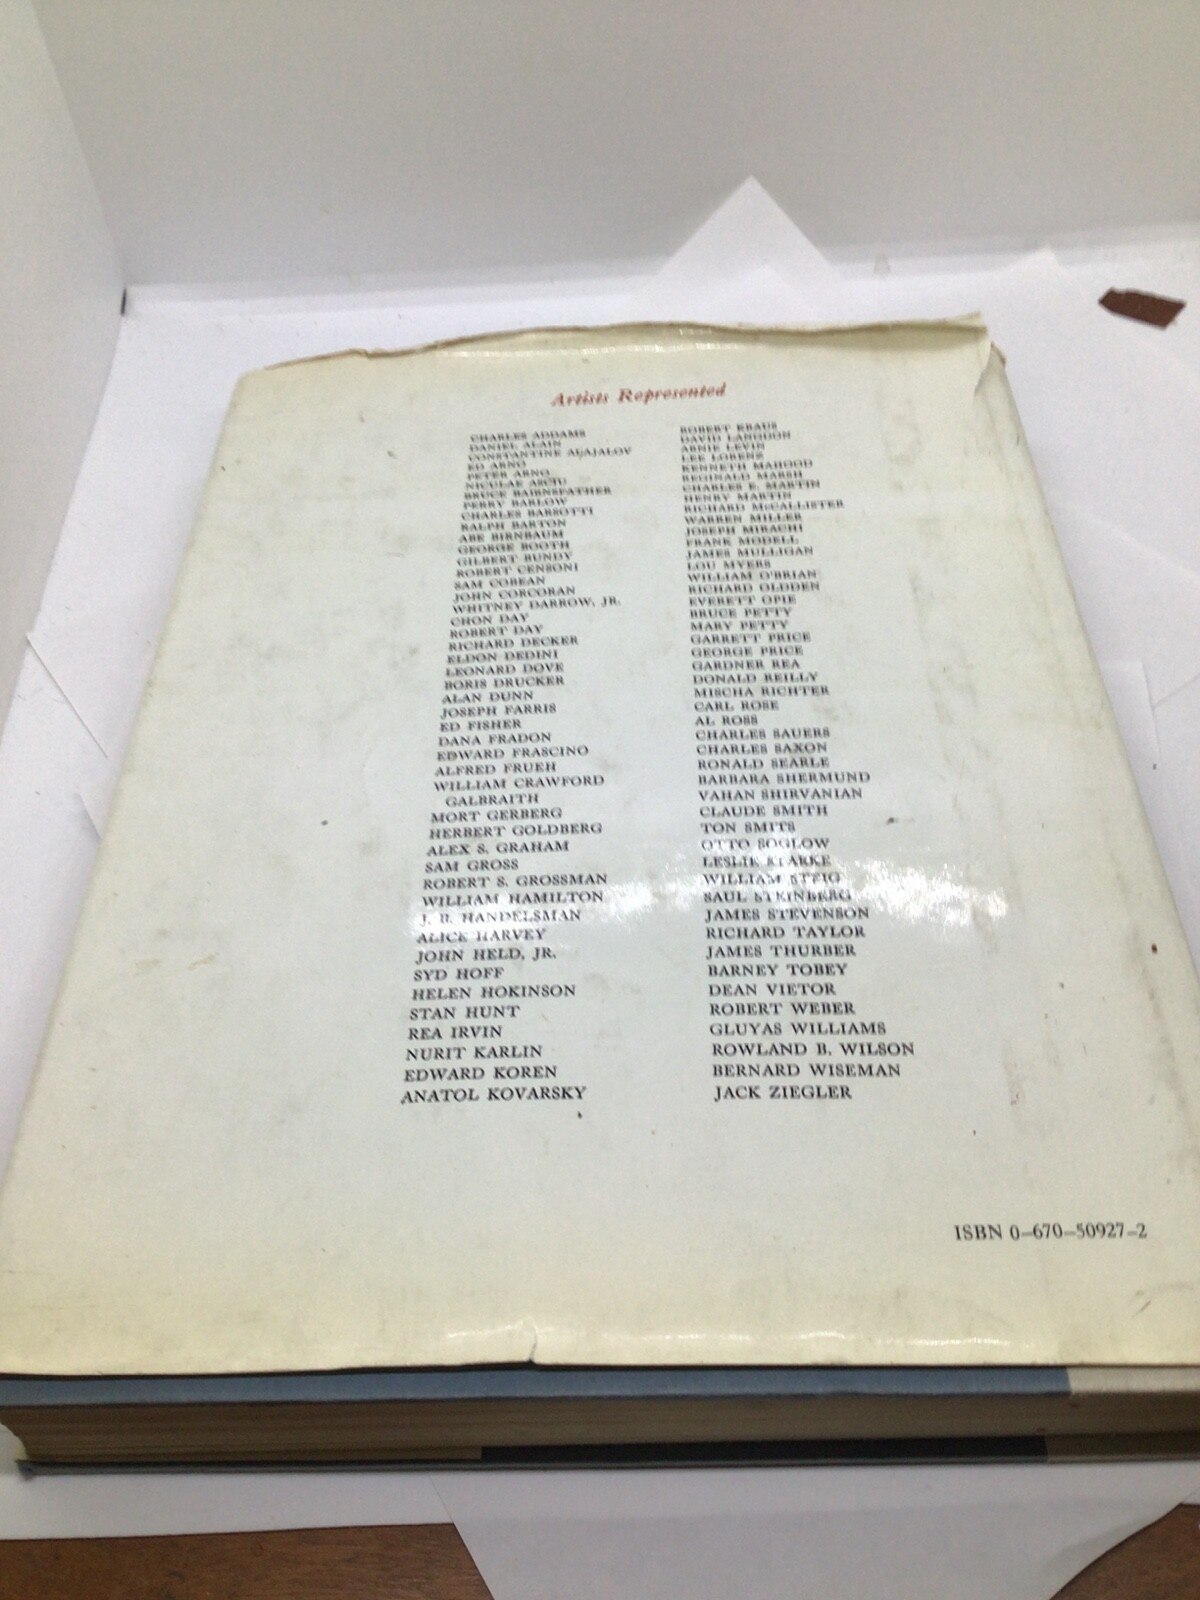 Artists Represented
CHARLES ADDAMS
DANIEL ALAIN
CONSTANTINE ALAJALOV
ED ARNO
PETER ARNO
NICULAE ASCIU
BRUCE BAIRNSFATHER
PERRY BARLOW
CHARLES BARSOTTI
RALPH BARTON
ABE BIRNBAUM
GEORGE BOOTH
GILBERT BUNDY
ROBERT CENSONI
SAM COBEAN
JOHN CORCORAN
WHITNEY DARROW, JR.
CHON DAY
ROBERT DAY
RICHARD DECKER
ELDON DEDINI
LEONARD DOVE
BORIS DRUCKER
ALAN DUNN
JOSEPH FARRIS
ED FISHER
DANA FRADON
EDWARD FRASCINO
ALFRED FRUEH
WILLIAM CRAWFORD
GALBRAITH
MORT GERBERG
HERBERT GOLDBERG
ALEX S. GRAHAM
SAM GROSS
ROBERT S. GROSSMAN
WILLIAM HAMILTON
J. B. HANDELSMAN
ALICE HARVEY
JOHN HELD, JR.
SYD HOFF
HELEN HOKINSON
STAN HUNT
REA IRVIN
NURIT KARLIN
EDWARD KOREN
ANATOL KOVARSKY
ROBERT KRAUS
DAVID LANGDON
ARNIE LEVIN
LEE LORENZ
KENNETH MAHOOD
REGINALD MARSH
CHARLES E. MARTIN
HENRY MARTIN
RICHARD McCALLISTER
WARREN MILLER
JOSEPH MIRACHI
FRANK MODELL
JAMES MULLIGAN
LOU MYERS
WILLIAM O'BRIAN
RICHARD OLDDEN
EVERETT OPIE
BRUCE PETTY
MARY PETTY
GARRETT PRICE
GEORGE PRICE
GARDNER REA
DONALD REILLY
MISCHA RICHTER
CARL ROSE
AL ROSS
CHARLES SAUERS
CHARLES SAXON
RONALD SEARLE
BARBARA SHERMUND
VAHAN SHIRVANIAN
CLAUDE SMITH
TON SMITS
OTTO SOGLOW
LESLIE STARKE
WILLIAM STEIG
SAUL STEINBERG
JAMES STEVENSON
RICHARD TAYLOR
JAMES THURBER
BARNEY TOBEY
DEAN VIETOR
ROBERT WEBER
GLUYAS WILLIAMS
ROWLAND B. WILSON
BERNARD WISEMAN
JACK ZIEGLER
ISBN 0-670-50927-2